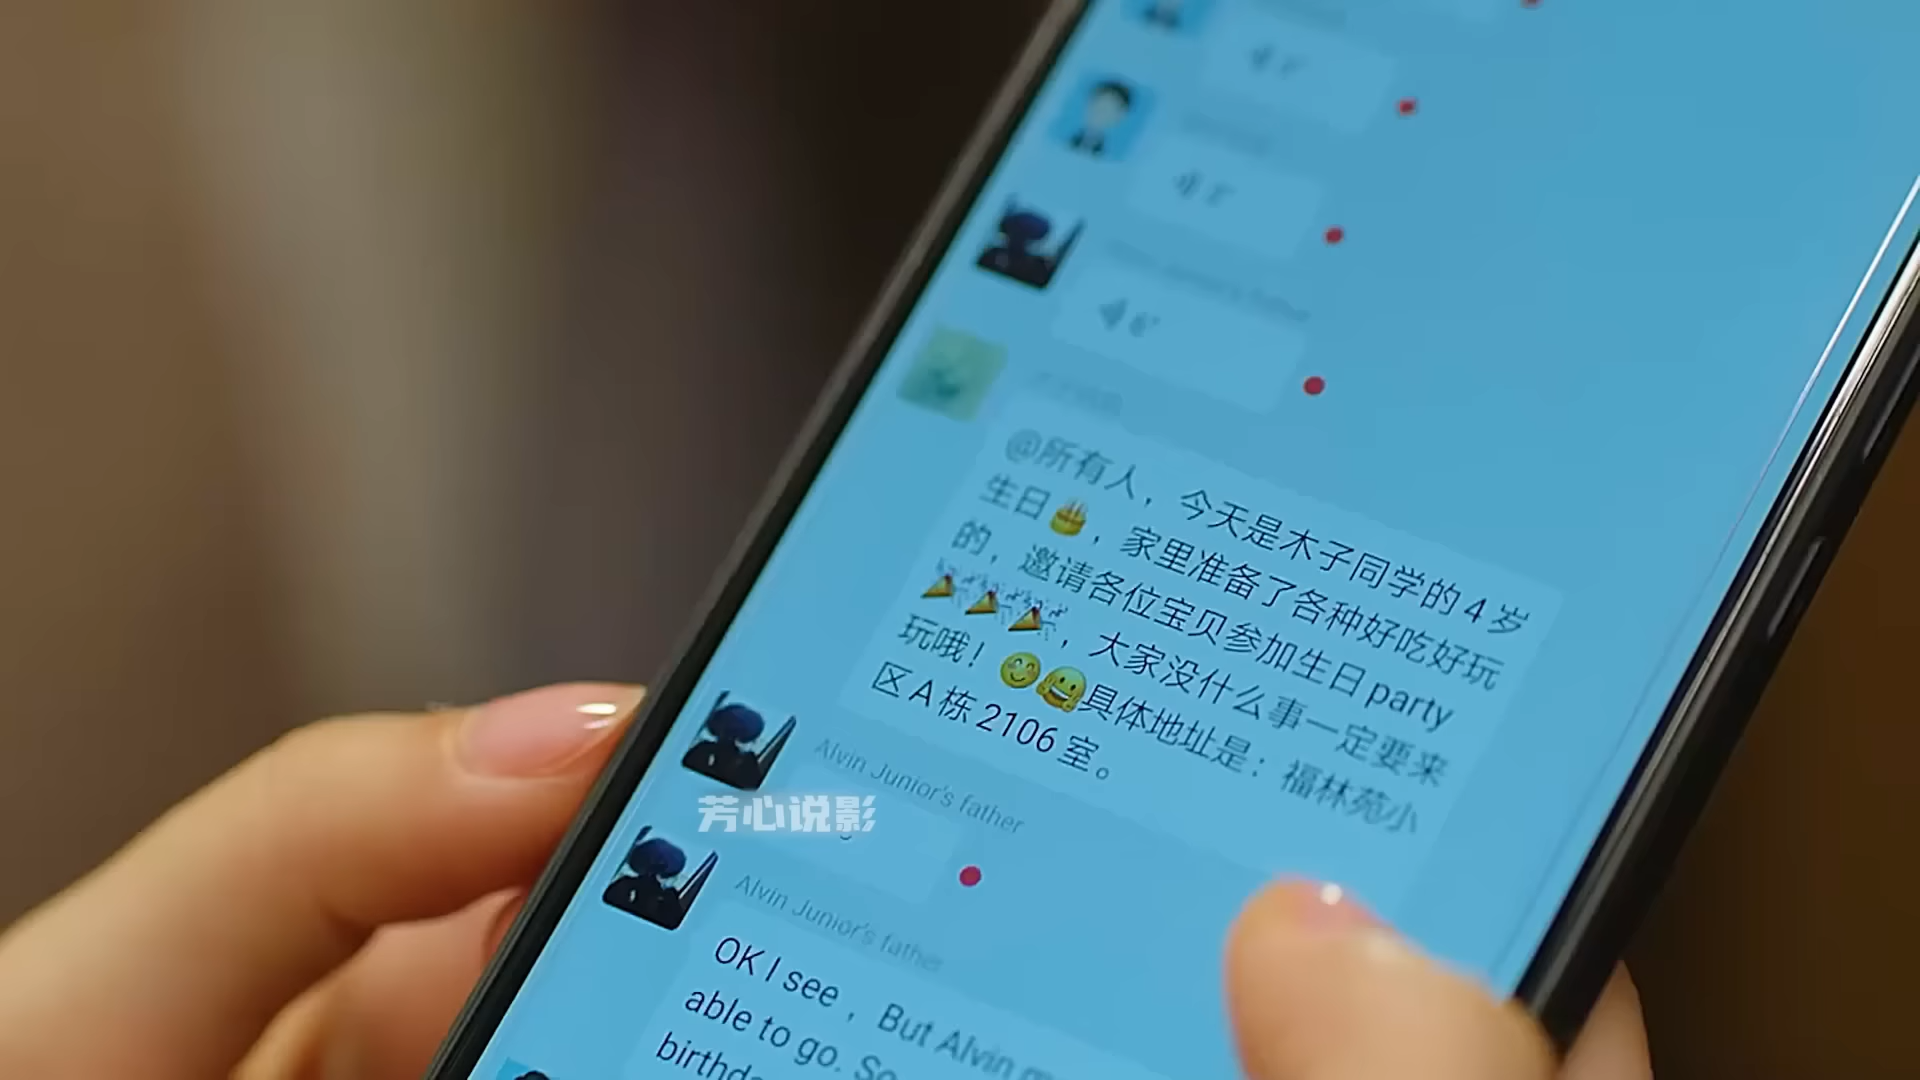 @所有人，今天是木子同学的4岁
生日🎂，家里准备了各种好吃好玩
的，邀请各位宝贝参加生日party
🎉🎉🎉，大家没什么事一定要来
玩哦！😊🤗具体地址是：福林苑小
区A栋2106室。
Alvin Junior's father
芳心说影
Alvin Junior's father
OK I see , But Alvin
able to go. So